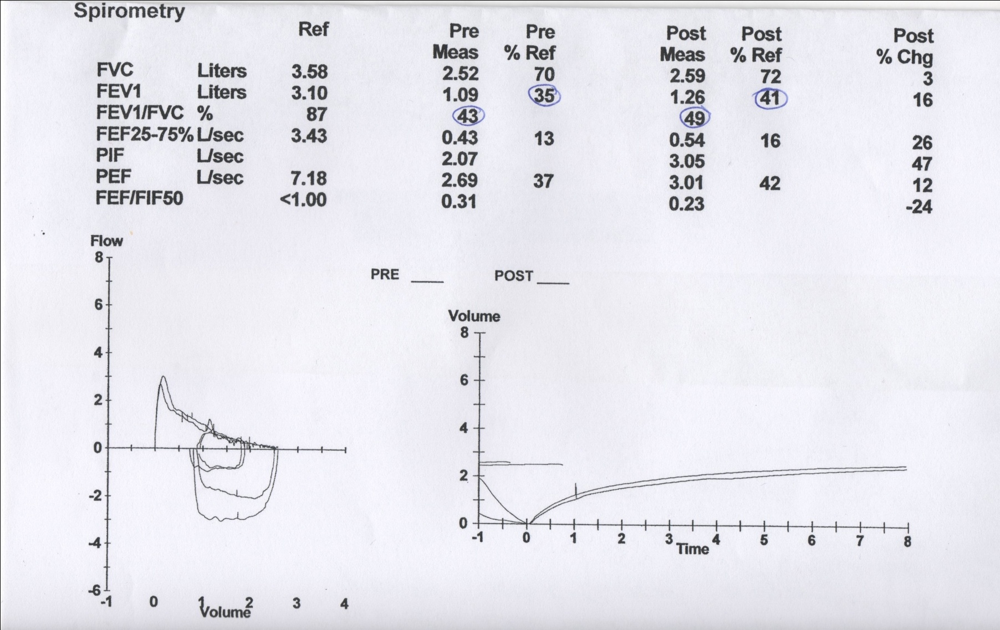 Spirometry
Ref Pre Meas Pre % Ref Post Meas Post % Ref Post % Chg
FVC Liters 3.58 2.52 70 2.59 72 3
FEV1 Liters 3.10 1.09 35 1.26 41 16
FEV1/FVC % 87 43 49
FEF25-75% L/sec 3.43 0.43 13 0.54 16 26
PIF L/sec 2.07 3.05 47
PEF L/sec 7.18 2.69 37 3.01 42 12
FEF/FIF50 <1.00 0.31 0.23 -24
Flow
8
6
4
2
0
-2
-4
-6
-1 0 1 2 3 4
Volume
PRE ____ POST ____
Volume
8
6
4
2
0
-1 0 1 2 3 4 5 6 7 8
Time